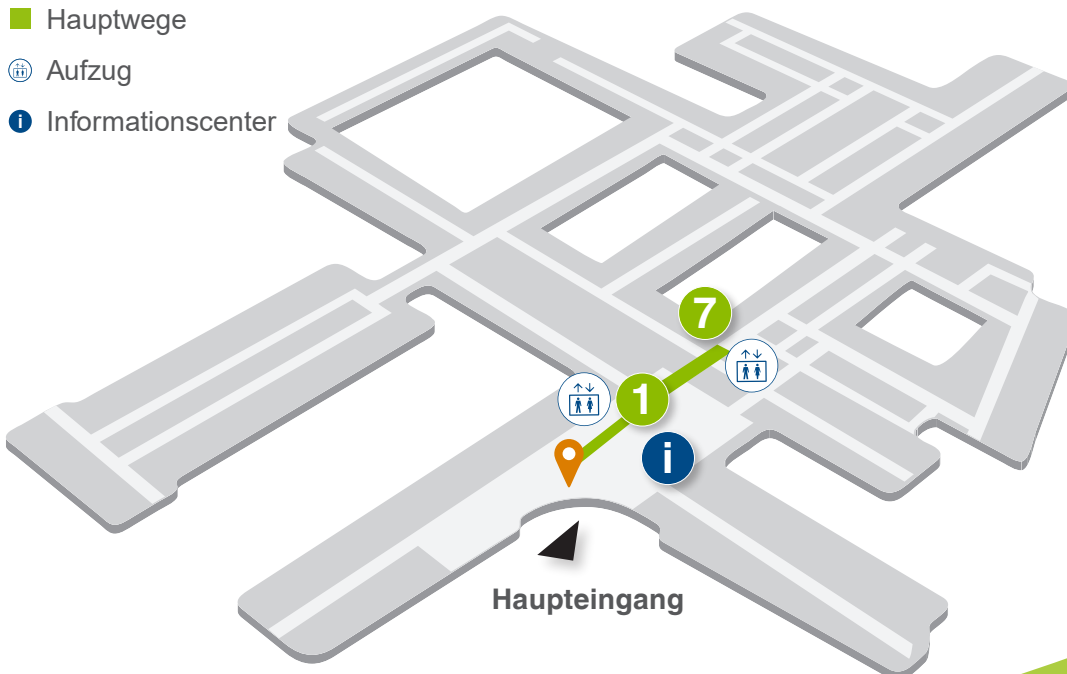 Hauptwege
Aufzug
i Informationscenter
7
1
i
Haupteingang